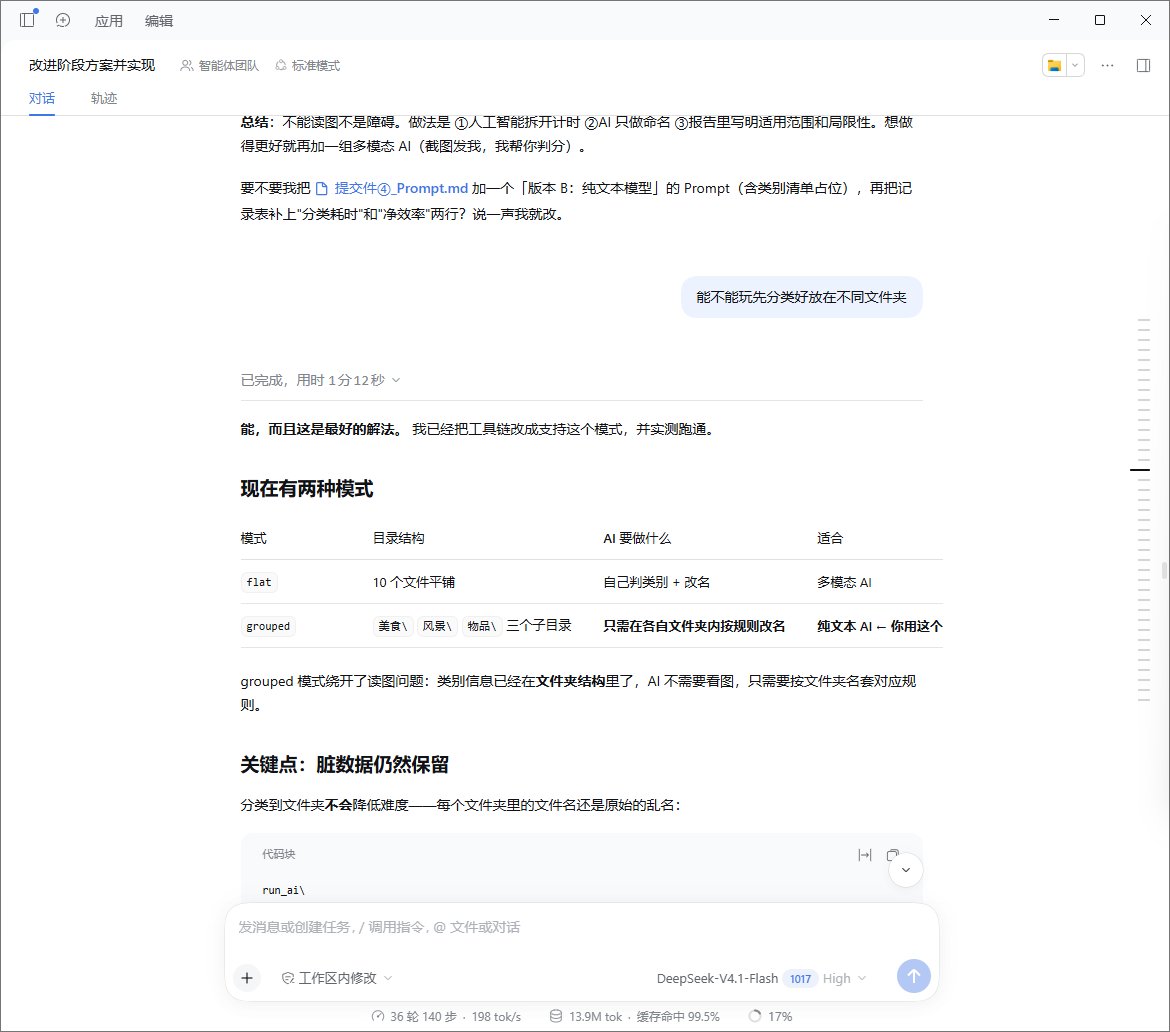 应用 编辑
改进阶段方案并实现 智能体团队 标准模式
对话 轨迹
总结：不能读图不是障碍。做法是 ①人工智能拆开计时 ②AI 只做命名 ③报告里写明适用范围和局限性。想做
得更好就再加一组多模态 AI（截图发我，我帮你判分）。
要不要我把 提交件④_Prompt.md 加一个「版本 B：纯文本模型」的 Prompt（含类别清单占位），再把记
录表补上"分类耗时"和"净效率"两行？说一声我就改。
能不能玩先分类好放在不同文件夹
已完成，用时 1 分 12 秒
能，而且这是最好的解法。 我已经把工具链改成支持这个模式，并实测跑通。
现在有两种模式
模式 目录结构 AI 要做什么 适合
flat 10 个文件平铺 自己判类别 + 改名 多模态 AI
grouped 美食\ 风景\ 物品\ 三个子目录 只需在各自文件夹内按规则改名 纯文本 AI ← 你用这个
grouped 模式绕开了读图问题：类别信息已经在文件夹结构里了，AI 不需要看图，只需要按文件夹名套对应规
则。
关键点：脏数据仍然保留
分类到文件夹不会降低难度——每个文件夹里的文件名还是原始的乱名：
代码块
run_ai\
发消息或创建任务, / 调用指令, @ 文件或对话
工作区内修改 DeepSeek-V4.1-Flash 1017 High
36 轮 140 步 · 198 tok/s 13.9M tok · 缓存命中 99.5% 17%